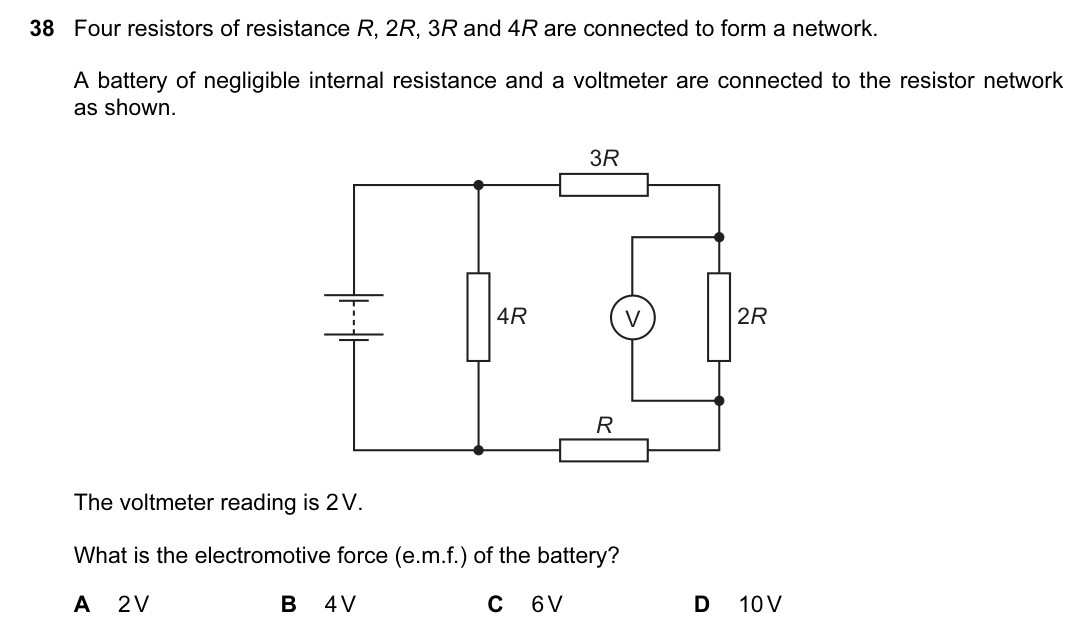 38 Four resistors of resistance R, 2R, 3R and 4R are connected to form a network.
A battery of negligible internal resistance and a voltmeter are connected to the resistor network
as shown.
3R
4R
V
2R
R
The voltmeter reading is 2V.
What is the electromotive force (e.m.f.) of the battery?
A 2V B 4V C 6V D 10V